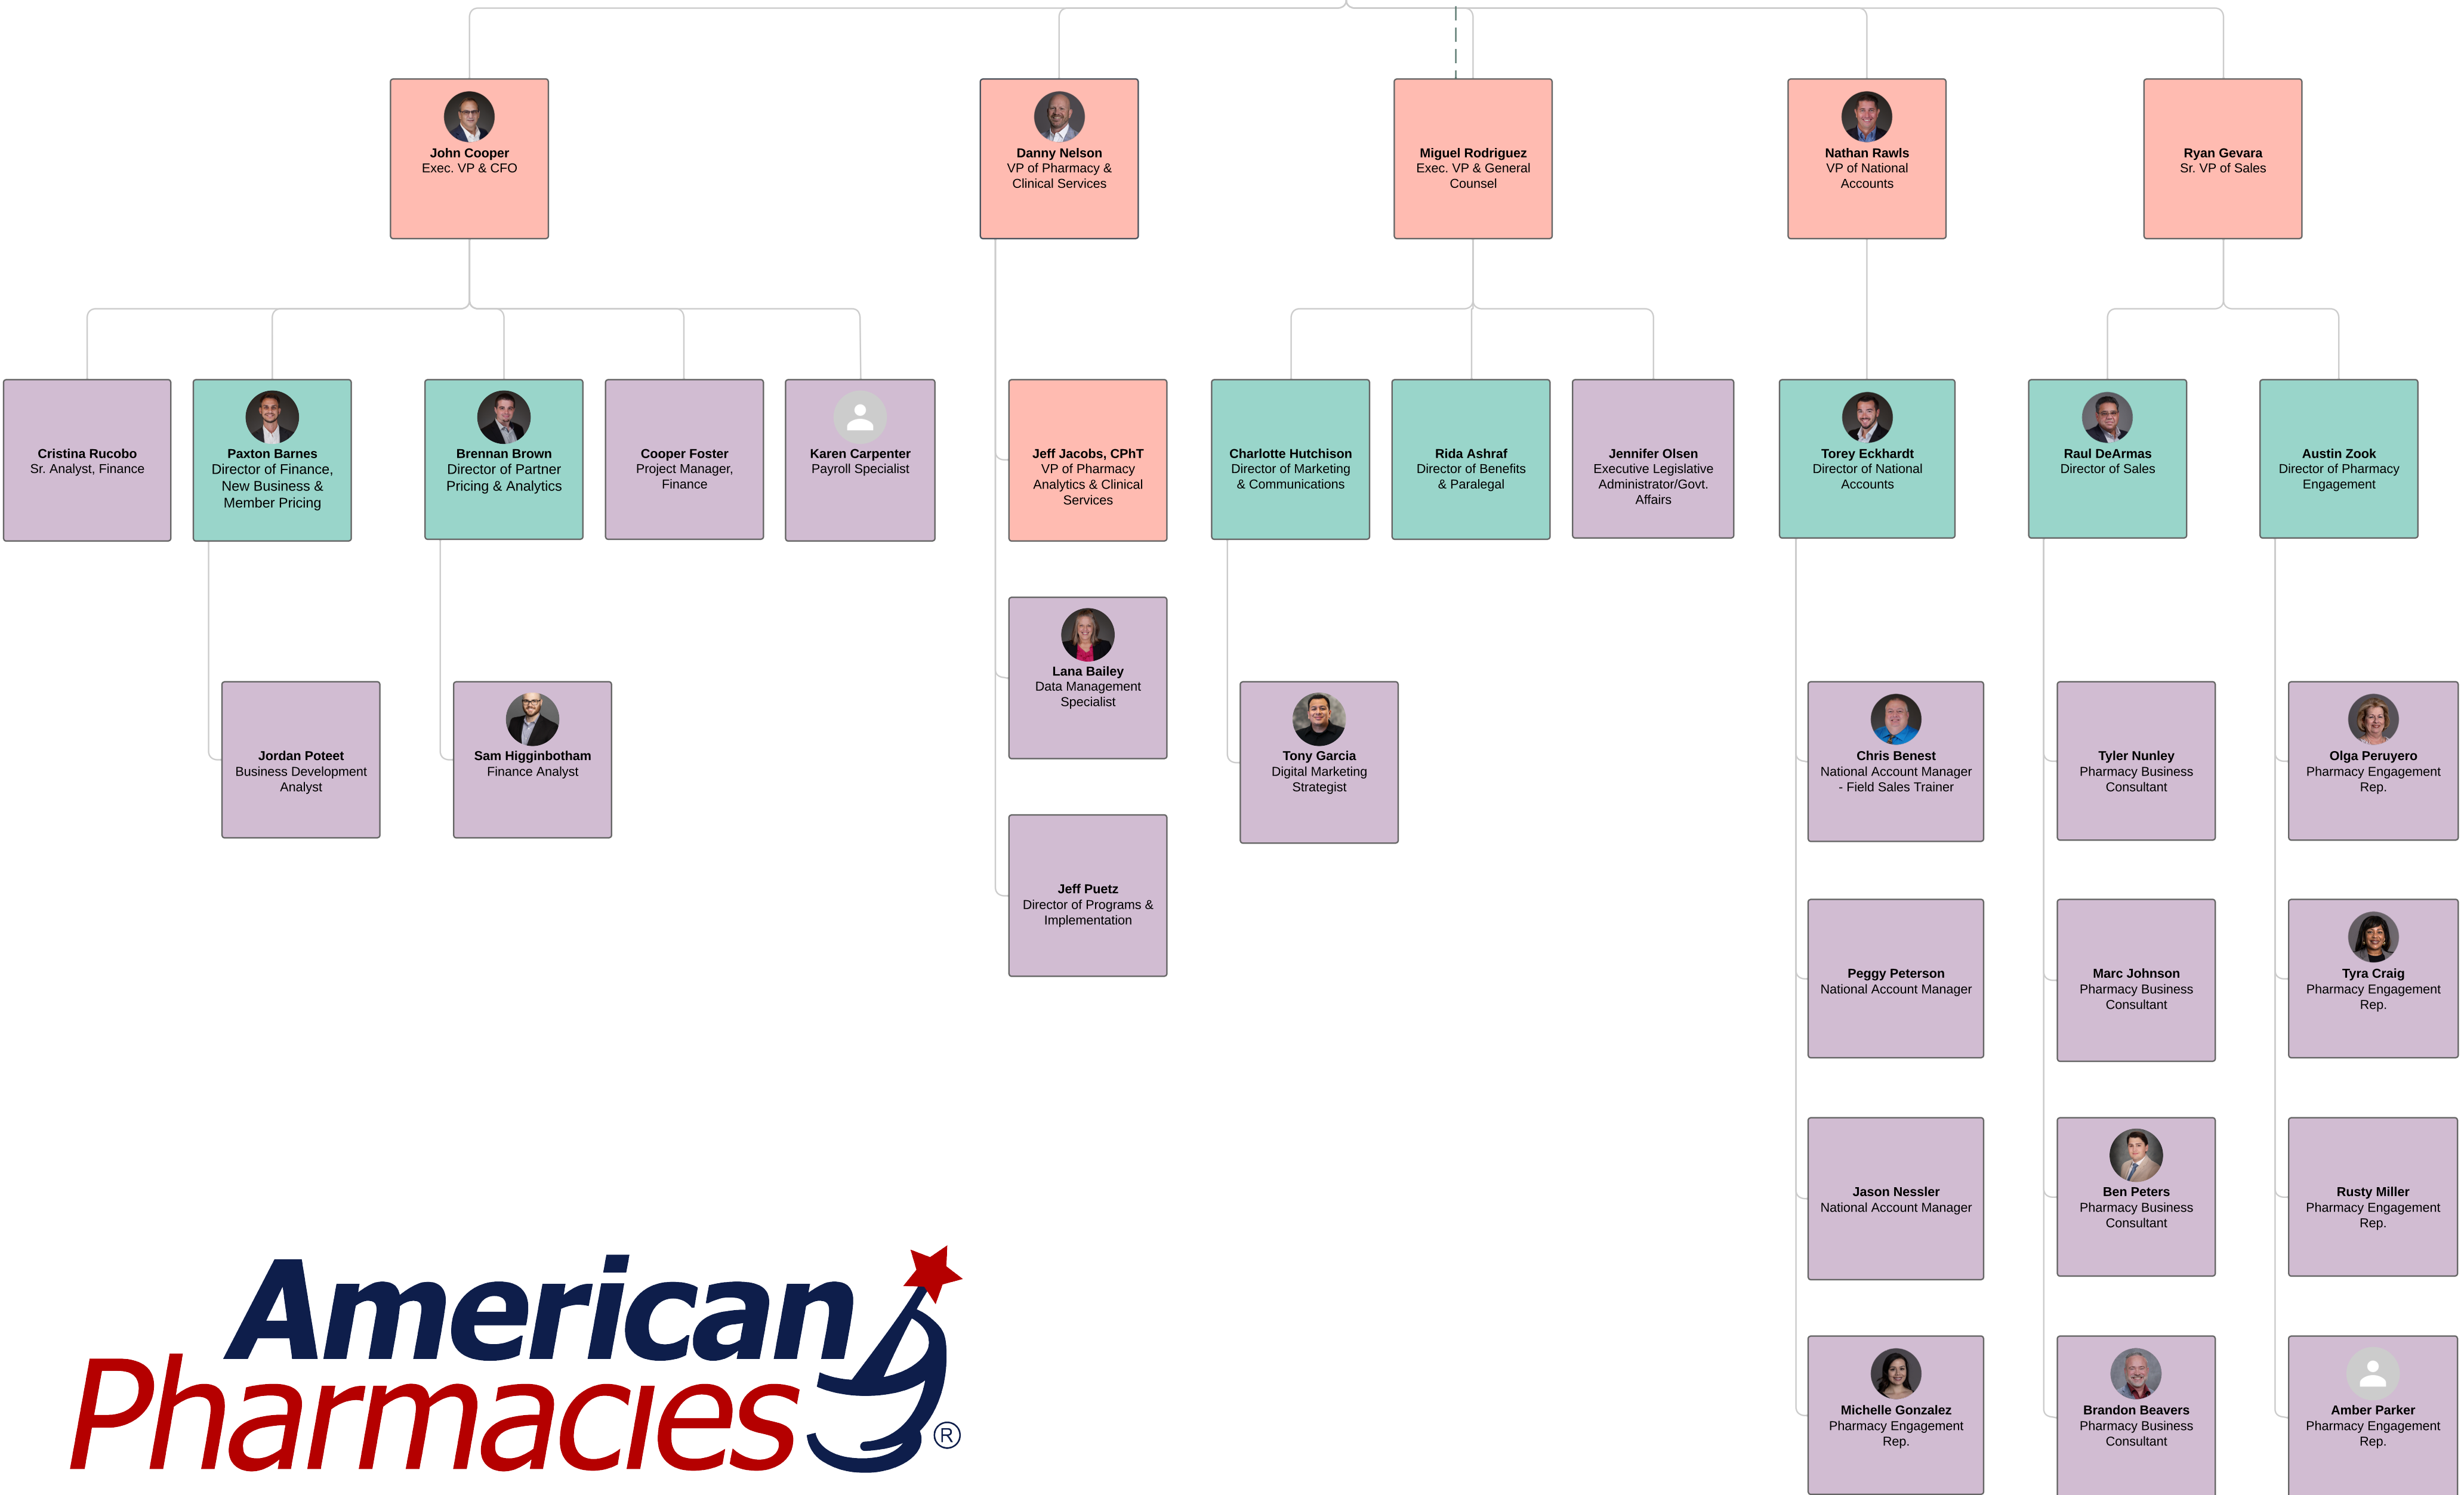 John Cooper
Exec. VP & CFO
Danny Nelson
VP of Pharmacy &
Clinical Services
Miguel Rodriguez
Exec. VP & General
Counsel
Nathan Rawls
VP of National
Accounts
Ryan Gevara
Sr. VP of Sales
Cristina Rucobo
Sr. Analyst, Finance
Paxton Barnes
Director of Finance,
New Business &
Member Pricing
Brennan Brown
Director of Partner
Pricing & Analytics
Cooper Foster
Project Manager,
Finance
Karen Carpenter
Payroll Specialist
Jeff Jacobs, CPhT
VP of Pharmacy
Analytics & Clinical
Services
Charlotte Hutchison
Director of Marketing
& Communications
Rida Ashraf
Director of Benefits
& Paralegal
Jennifer Olsen
Executive Legislative
Administrator/Govt.
Affairs
Torey Eckhardt
Director of National
Accounts
Raul DeArmas
Director of Sales
Austin Zook
Director of Pharmacy
Engagement
Lana Bailey
Data Management
Specialist
Jordan Poteet
Business Development
Analyst
Sam Higginbotham
Finance Analyst
Tony Garcia
Digital Marketing
Strategist
Chris Benest
National Account Manager
- Field Sales Trainer
Tyler Nunley
Pharmacy Business
Consultant
Olga Peruyero
Pharmacy Engagement
Rep.
Jeff Puetz
Director of Programs &
Implementation
Peggy Peterson
National Account Manager
Marc Johnson
Pharmacy Business
Consultant
Tyra Craig
Pharmacy Engagement
Rep.
Jason Nessler
National Account Manager
Ben Peters
Pharmacy Business
Consultant
Rusty Miller
Pharmacy Engagement
Rep.
Michelle Gonzalez
Pharmacy Engagement
Rep.
Brandon Beavers
Pharmacy Business
Consultant
Amber Parker
Pharmacy Engagement
Rep.
American
Pharmacies ®